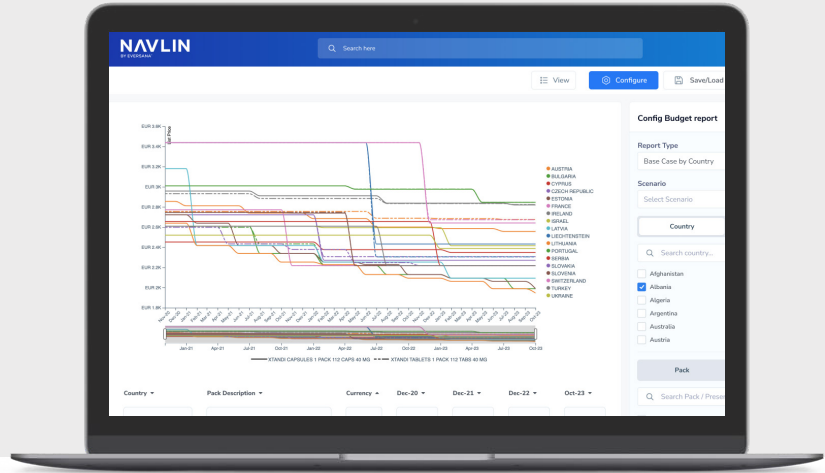 NAVLIN
BY EVERSANA
Search here
View
Configure
Save/Load
Config Budget report
Report Type
Base Case by Country
Scenario
Select Scenario
Country
Search country...
Afghanistan
Albania
Algeria
Argentina
Australia
Austria
Pack
Search Pack / Prese
EUR 3.6K
EUR 3.4K
EUR 3.2K
EUR 3K
EUR 2.8K
EUR 2.6K
EUR 2.4K
EUR 2.2K
EUR 2K
EUR 1.8K
AUSTRIA
BULGARIA
CYPRUS
CZECH REPUBLIC
ESTONIA
FRANCE
IRELAND
ISRAEL
LATVIA
LIECHTENSTEIN
LITHUANIA
PORTUGAL
SERBIA
SLOVAKIA
SLOVENIA
SWITZERLAND
TURKEY
UKRAINE
Jan-21 Apr-21 Jul-21 Oct-21 Jan-22 Apr-22 Jul-22 Oct-22 Jan-23 Apr-23 Jul-23 Oct-23
XTANDI CAPSULES 1 PACK 112 CAPS 40 MG XTANDI TABLETS 1 PACK 112 TABS 40 MG
Country Pack Description Currency Dec-20 Dec-21 Dec-22 Oct-23